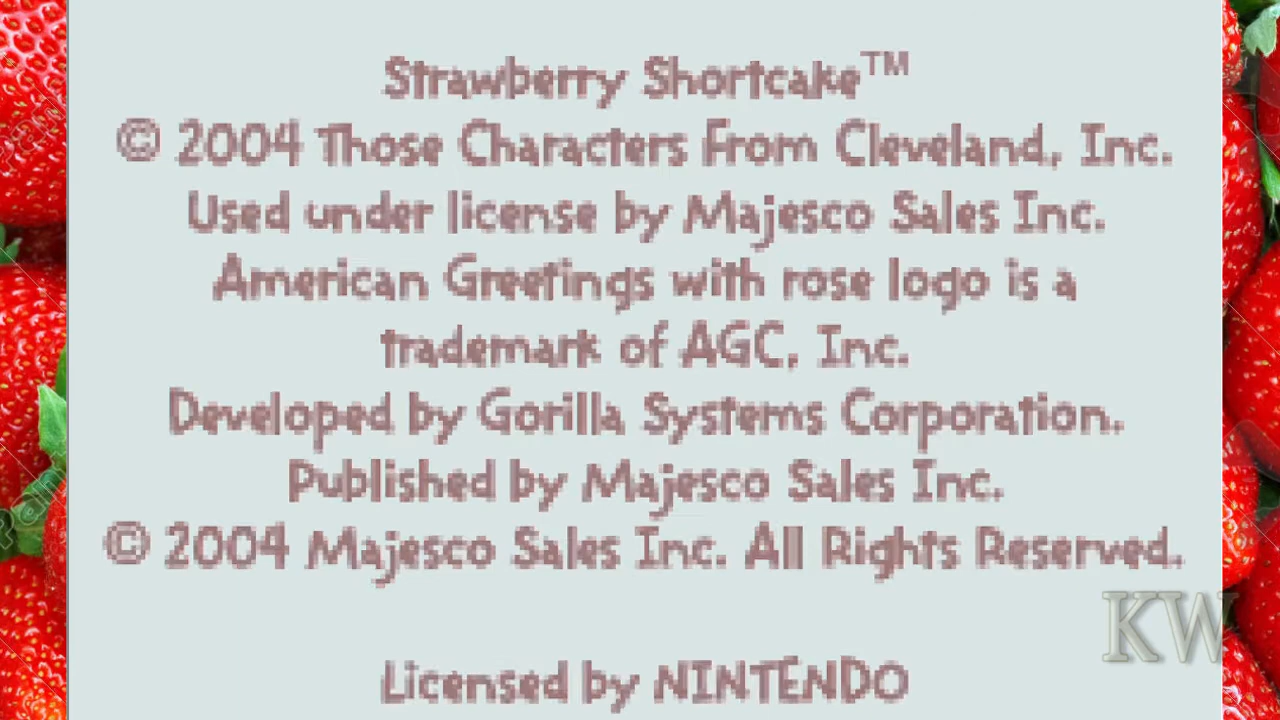 Strawberry Shortcake™
© 2004 Those Characters From Cleveland, Inc.
Used under license by Majesco Sales Inc.
American Greetings with rose logo is a
trademark of AGC, Inc.
Developed by Gorilla Systems Corporation.
Published by Majesco Sales Inc.
© 2004 Majesco Sales Inc. All Rights Reserved.
KW
Licensed by NINTENDO